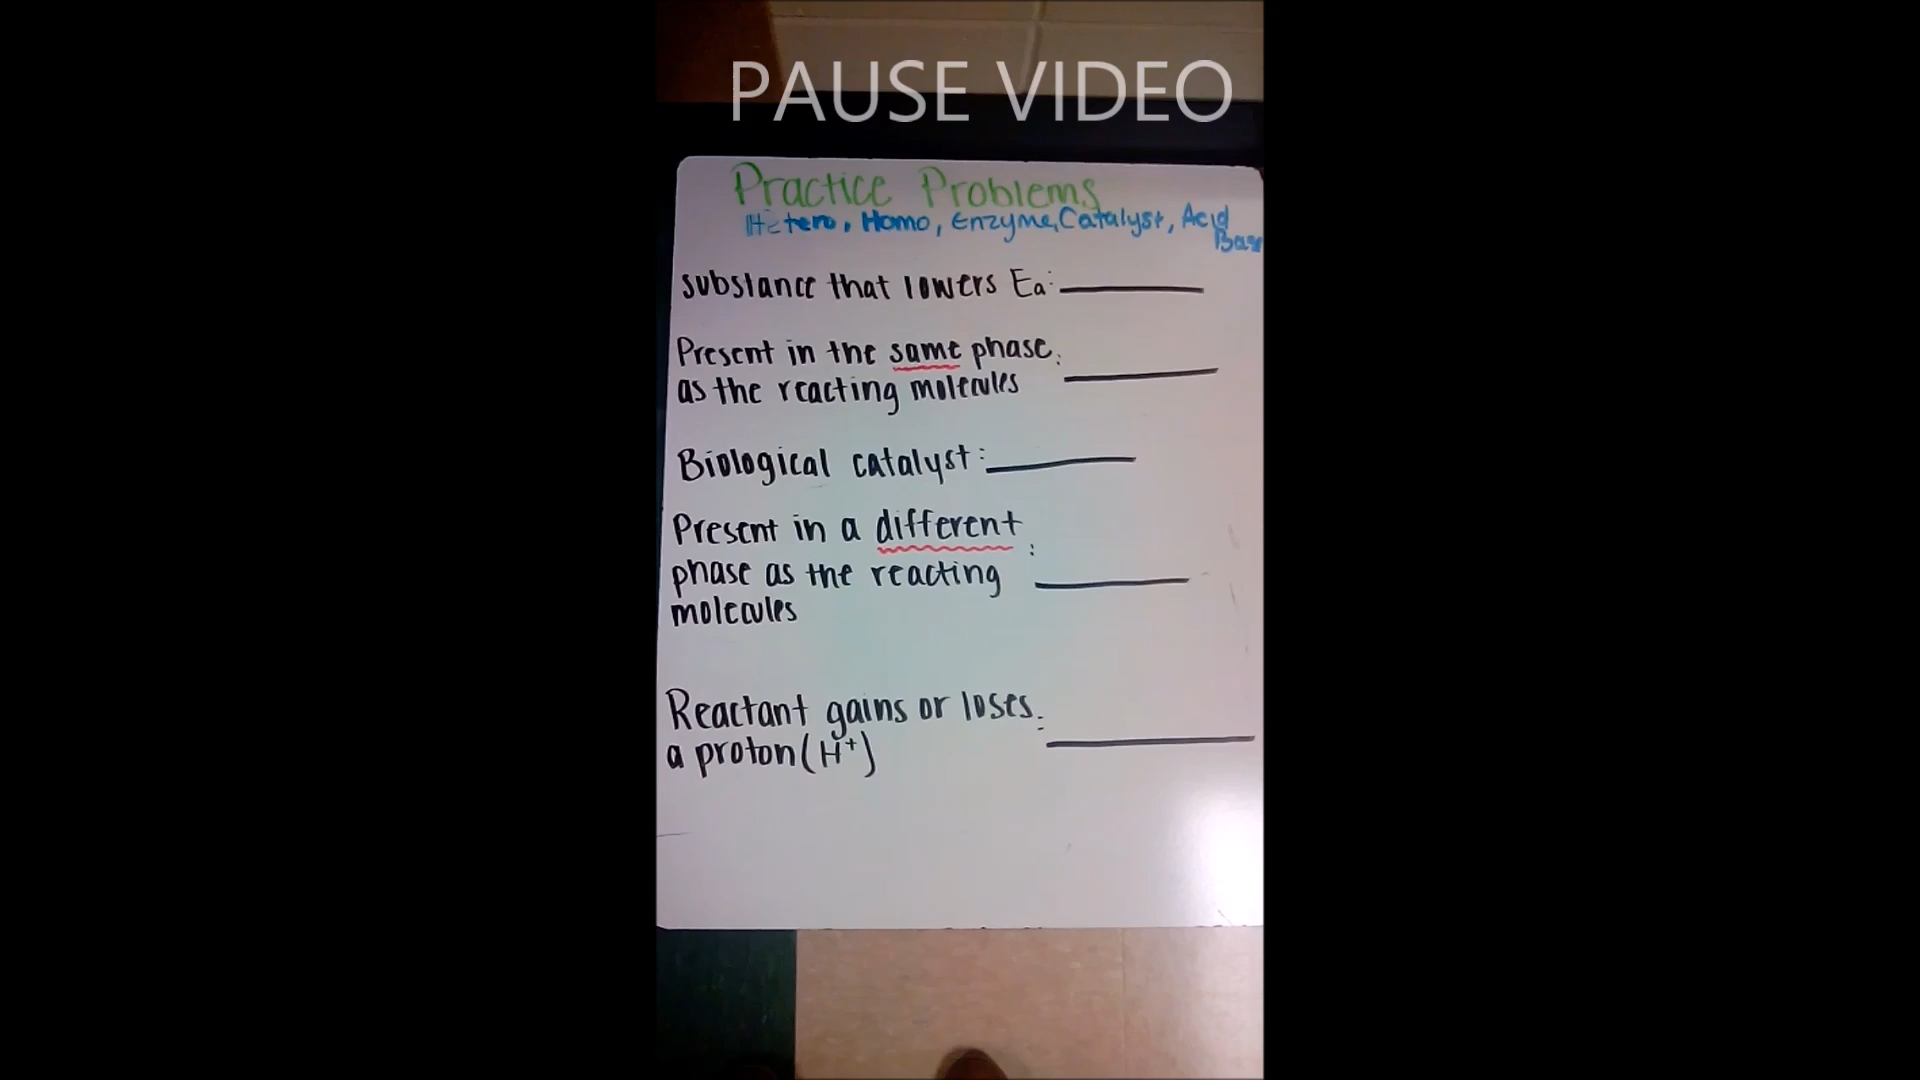 PAUSE VIDEO
Practice Problems
Hetero, Homo, Enzyme, Catalyst, Acid
Base
substance that lowers Ea:
Present in the same phase:
as the reacting molecules
Biological catalyst:
Present in a different
:
phase as the reacting
molecules
Reactant gains or loses:
a proton (H+)